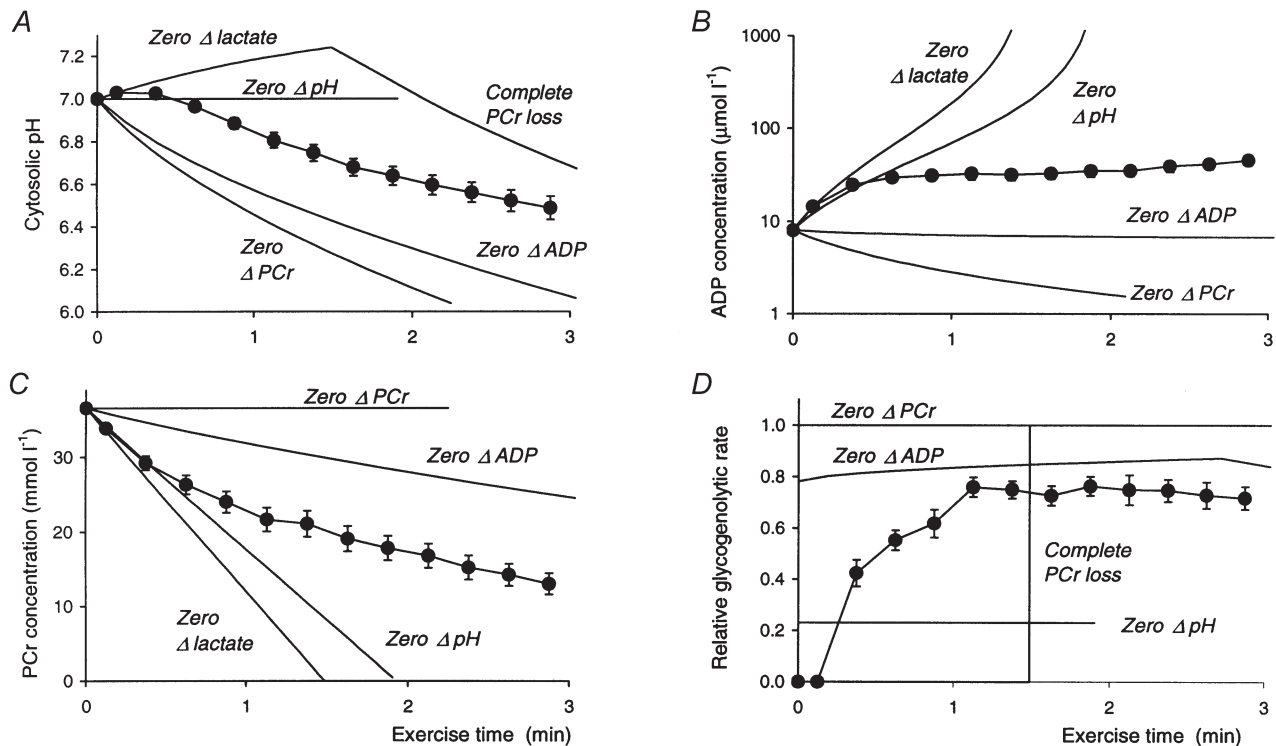 A
Cytosolic pH
7.2
7.0
6.8
6.6
6.4
6.2
6.0
0
1
2
3
Zero Δ lactate
Zero Δ pH
Complete
PCr loss
Zero Δ ADP
Zero
Δ PCr
B
ADP concentration (μmol l⁻¹)
1000
100
10
1
0
1
2
3
Zero
Δ lactate
Zero
Δ pH
Zero Δ ADP
Zero Δ PCr
C
PCr concentration (mmol l⁻¹)
30
20
10
0
0
1
2
3
Exercise time (min)
Zero Δ PCr
Zero Δ ADP
Zero
Δ lactate
Zero Δ pH
D
Relative glycogenolytic rate
1.0
0.8
0.6
0.4
0.2
0.0
0
1
2
3
Exercise time (min)
Zero Δ PCr
Zero Δ ADP
Complete
PCr loss
Zero Δ pH